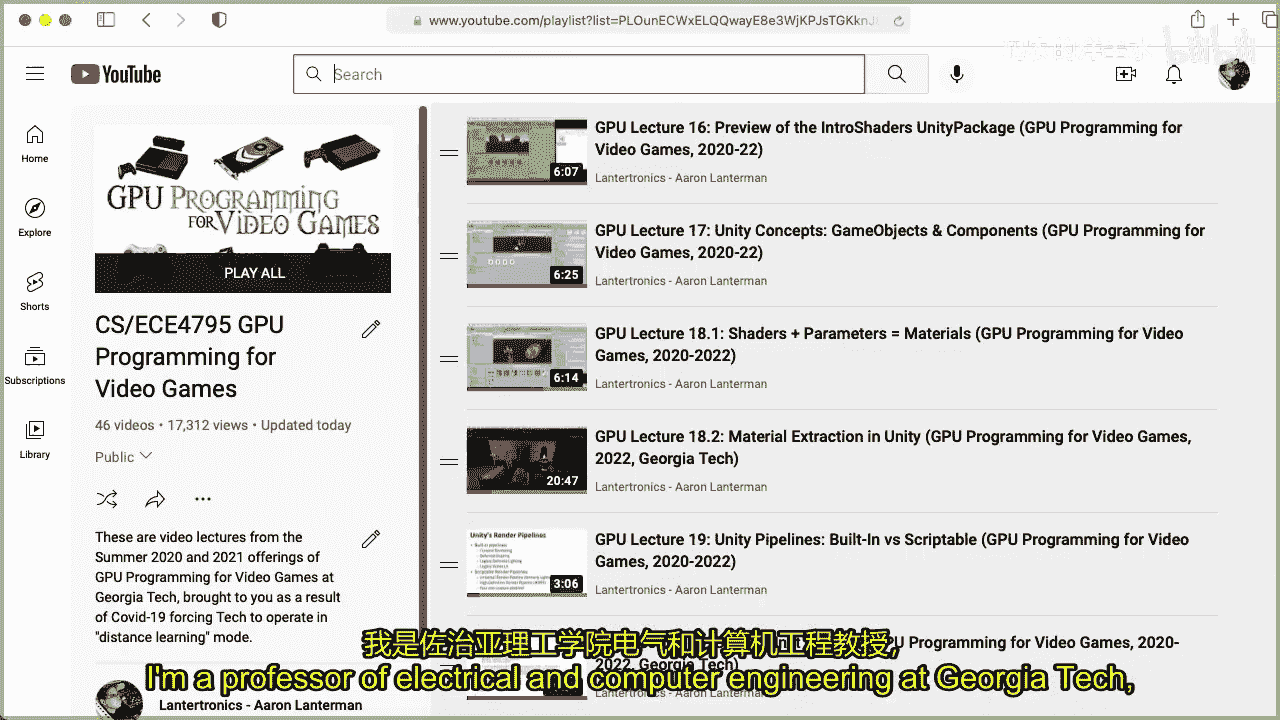 www.youtube.com/playlist?list=PLOunECWxELQQwayE8e3WjKPJsTGKknJ
YouTube
Search
Home
Explore
Shorts
Subscriptions
Library
GPU PROGRAMMING
FOR VIDEO GAMES
PLAY ALL
CS/ECE4795 GPU
Programming for
Video Games
46 videos • 17,312 views • Updated today
Public
These are video lectures from the
Summer 2020 and 2021 offerings of
GPU Programming for Video Games at
Georgia Tech, brought to you as a result
of Covid-19 forcing Tech to operate in
"distance learning" mode.
Lantertronics - Aaron Lanterman
6:07
GPU Lecture 16: Preview of the IntroShaders UnityPackage (GPU Programming for
Video Games, 2020-22)
Lantertronics - Aaron Lanterman
6:25
GPU Lecture 17: Unity Concepts: GameObjects & Components (GPU Programming for
Video Games, 2020-22)
Lantertronics - Aaron Lanterman
6:14
GPU Lecture 18.1: Shaders + Parameters = Materials (GPU Programming for Video
Games, 2020-2022)
Lantertronics - Aaron Lanterman
20:47
GPU Lecture 18.2: Material Extraction in Unity (GPU Programming for Video Games,
2022, Georgia Tech)
Lantertronics - Aaron Lanterman
Unity's Render Pipelines
3:06
GPU Lecture 19: Unity Pipelines: Built-In vs Scriptable (GPU Programming for Video
Games, 2020-22)
Lantertronics - Aaron Lanterman
Programming for Video Games, 2020-
我是佐治亚理工学院电气和计算机工程教授，
I'm a professor of electrical and computer engineering at Georgia Tech,